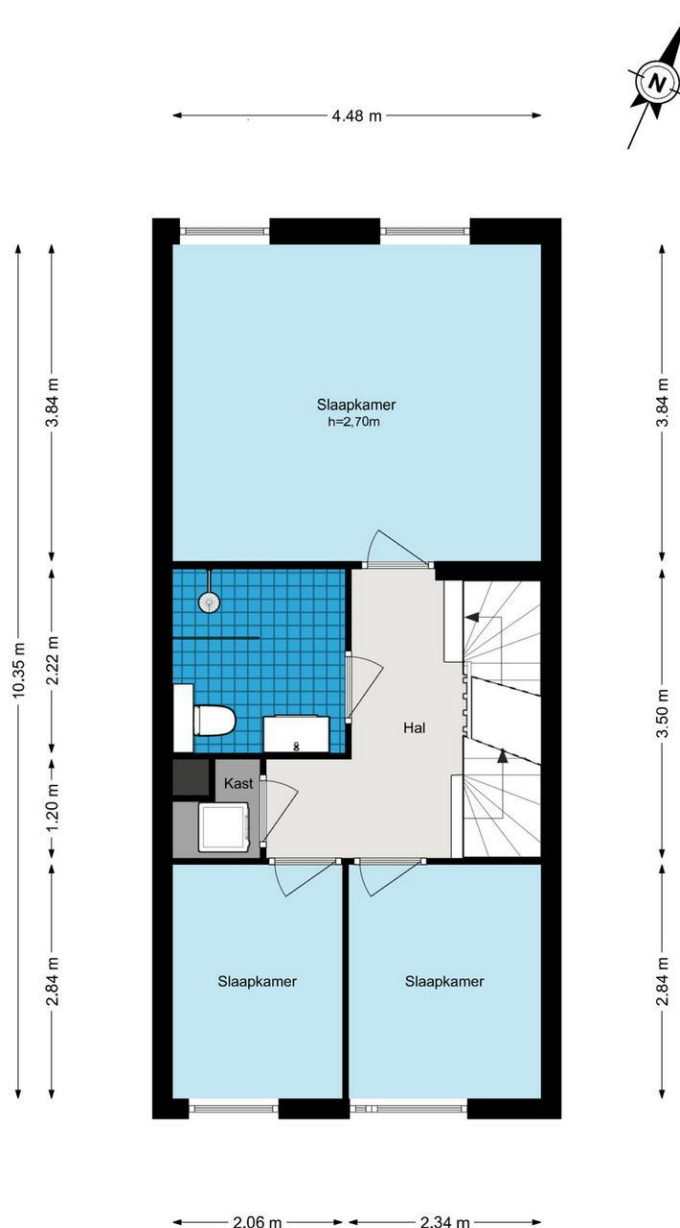 N
4.48 m
3.84 m
3.84 m
Slaapkamer
h=2,70m
10.35 m
2.22 m
3.50 m
Hal
1.20 m
Kast
2.84 m
2.84 m
Slaapkamer
Slaapkamer
2.06 m
2.34 m